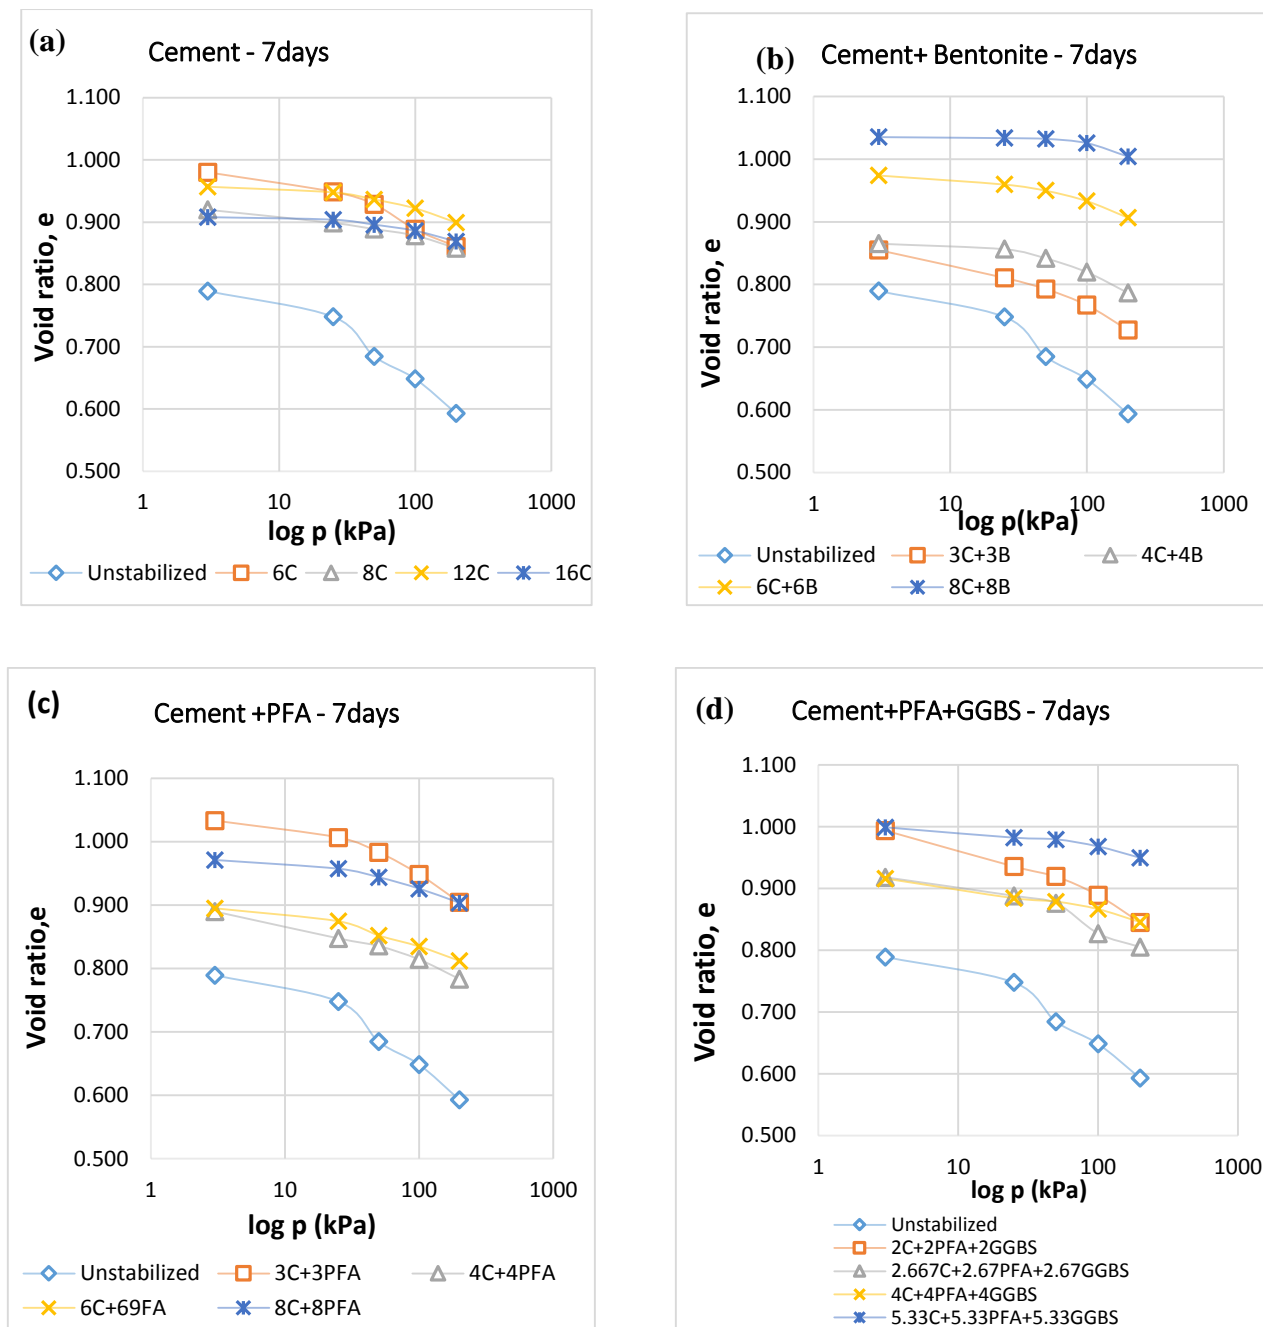 (a)
Cement - 7days
1.100
1.000
0.900
0.800
0.700
0.600
0.500
Void ratio, e
1 10 100 1000
log p (kPa)
Unstabilized 6C 8C 12C 16C
(b)
Cement+ Bentonite - 7days
1.100
1.000
0.900
0.800
0.700
0.600
0.500
Void ratio, e
1 10 100 1000
log p(kPa)
Unstabilized 3C+3B 4C+4B
6C+6B 8C+8B
(c)
Cement +PFA - 7days
1.100
1.000
0.900
0.800
0.700
0.600
0.500
Void ratio,e
1 10 100 1000
log p (kPa)
Unstabilized 3C+3PFA 4C+4PFA
6C+69FA 8C+8PFA
(d)
Cement+PFA+GGBS - 7days
1.100
1.000
0.900
0.800
0.700
0.600
0.500
Void ratio, e
1 10 100 1000
log p (kPa)
Unstabilized
2C+2PFA+2GGBS
2.667C+2.67PFA+2.67GGBS
4C+4PFA+4GGBS
5.33C+5.33PFA+5.33GGBS